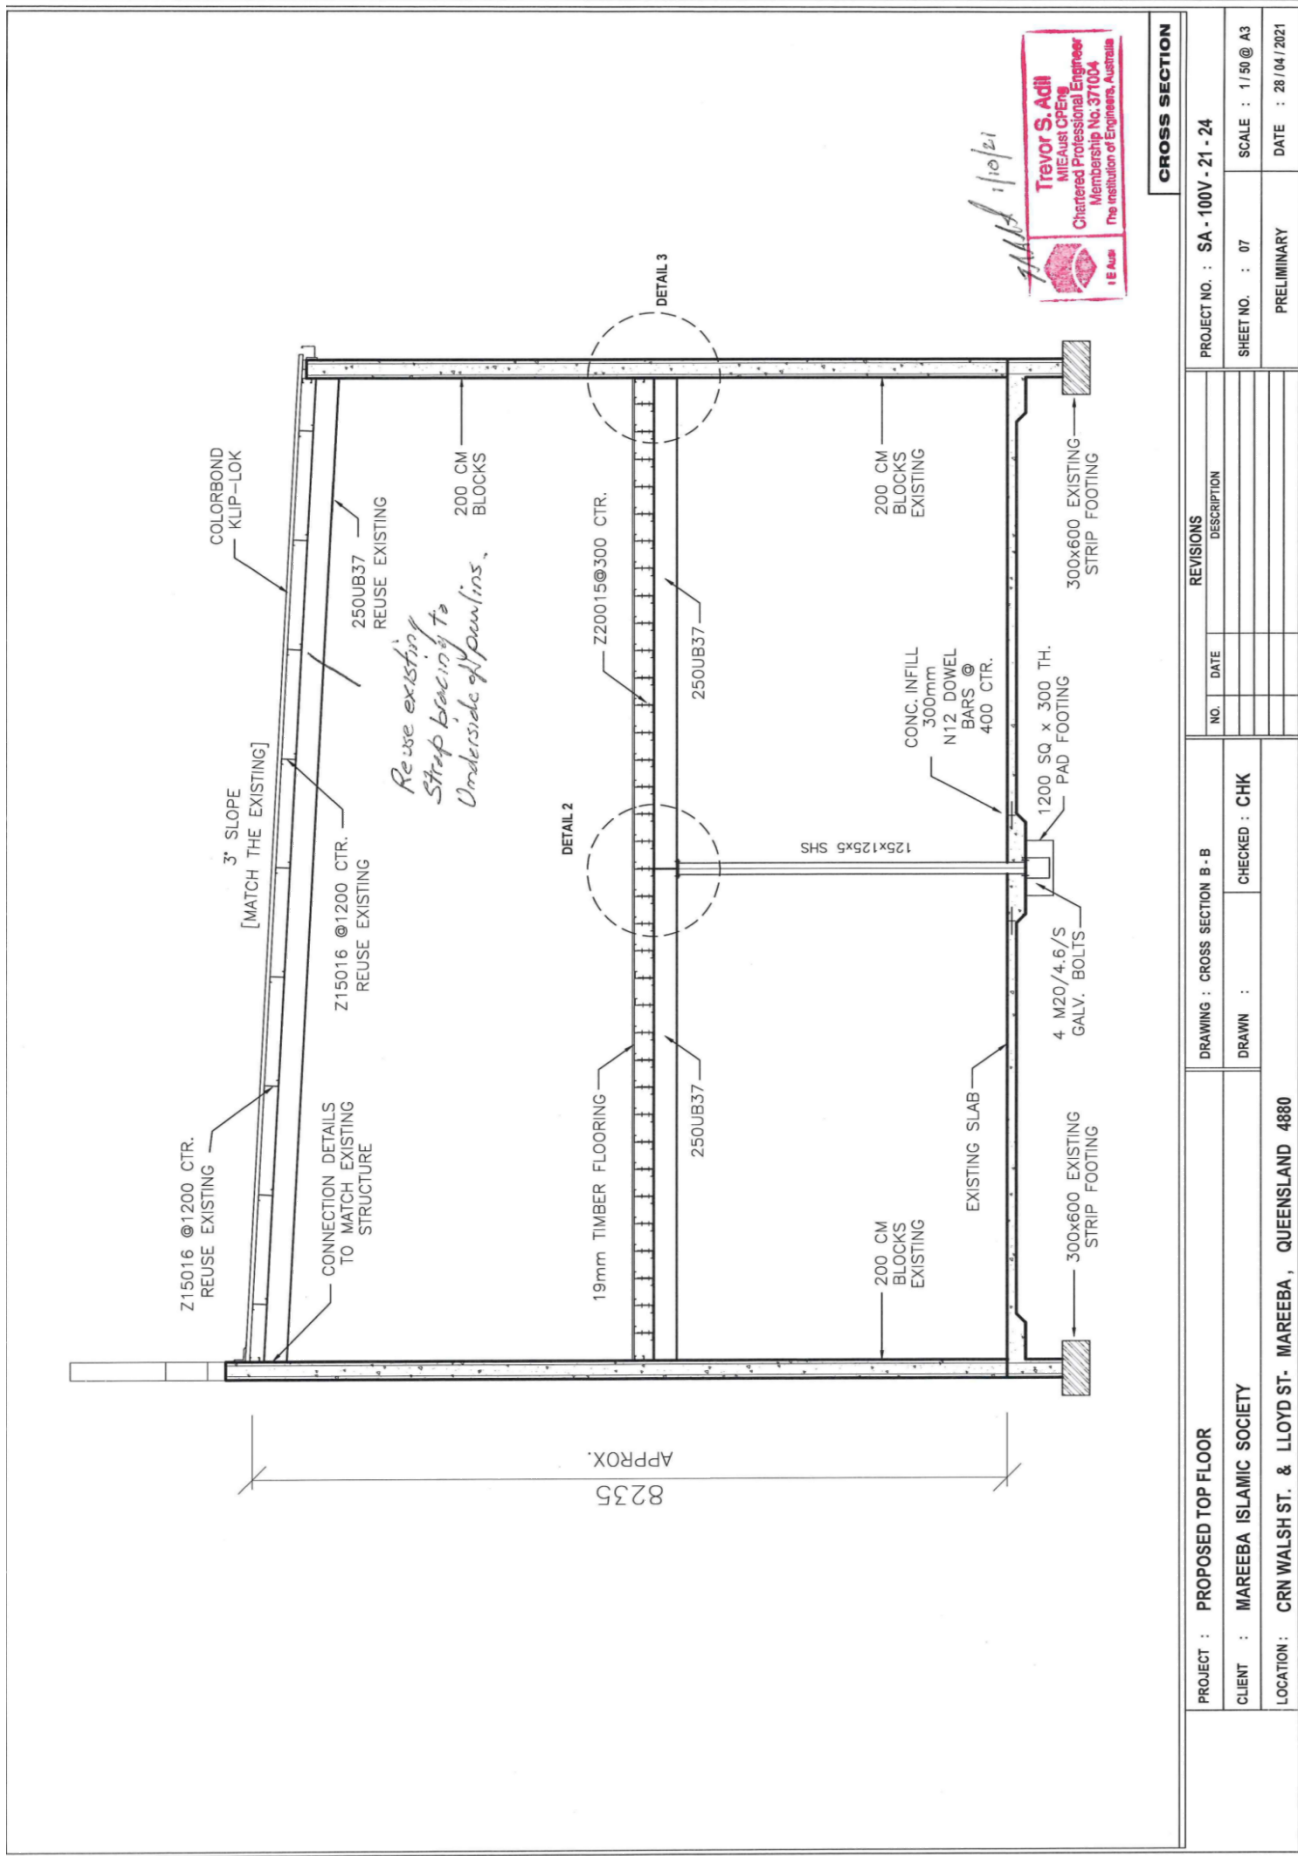 COLORBOND
KLIP-LOK
3° SLOPE
[MATCH THE EXISTING]
Z15016 @1200 CTR.
REUSE EXISTING
Z15016 @1200 CTR.
REUSE EXISTING
250UB37
REUSE EXISTING
CONNECTION DETAILS
TO MATCH EXISTING
STRUCTURE
Reuse existing
Strap bracing to
Underside of purlins.
200 CM
BLOCKS
DETAIL 2
DETAIL 3
19mm TIMBER FLOORING
Z20015@300 CTR.
250UB37
250UB37
8235
APPROX.
125x125x5 SHS
200 CM
BLOCKS
EXISTING
200 CM
BLOCKS
EXISTING
CONC. INFILL
300mm
N12 DOWEL
BARS @
400 CTR.
EXISTING SLAB
300x600 EXISTING
STRIP FOOTING
4 M20/4.6/S
GALV. BOLTS
1200 SQ x 300 TH.
PAD FOOTING
300x600 EXISTING
STRIP FOOTING
1/10/21
Trevor S. Adil
MIEAust CPEng
Chartered Professional Engineer
Membership No. 371004
The Institution of Engineers, Australia
IE Aust
CROSS SECTION
PROJECT : PROPOSED TOP FLOOR
CLIENT : MAREEBA ISLAMIC SOCIETY
LOCATION : CRN WALSH ST. & LLOYD ST- MAREEBA , QUEENSLAND 4880
DRAWING : CROSS SECTION B - B
DRAWN :
CHECKED : CHK
REVISIONS
NO. DATE DESCRIPTION
PROJECT NO. : SA - 100V - 21 - 24
SHEET NO. : 07
SCALE : 1 / 50 @ A3
PRELIMINARY
DATE : 28 / 04 / 2021